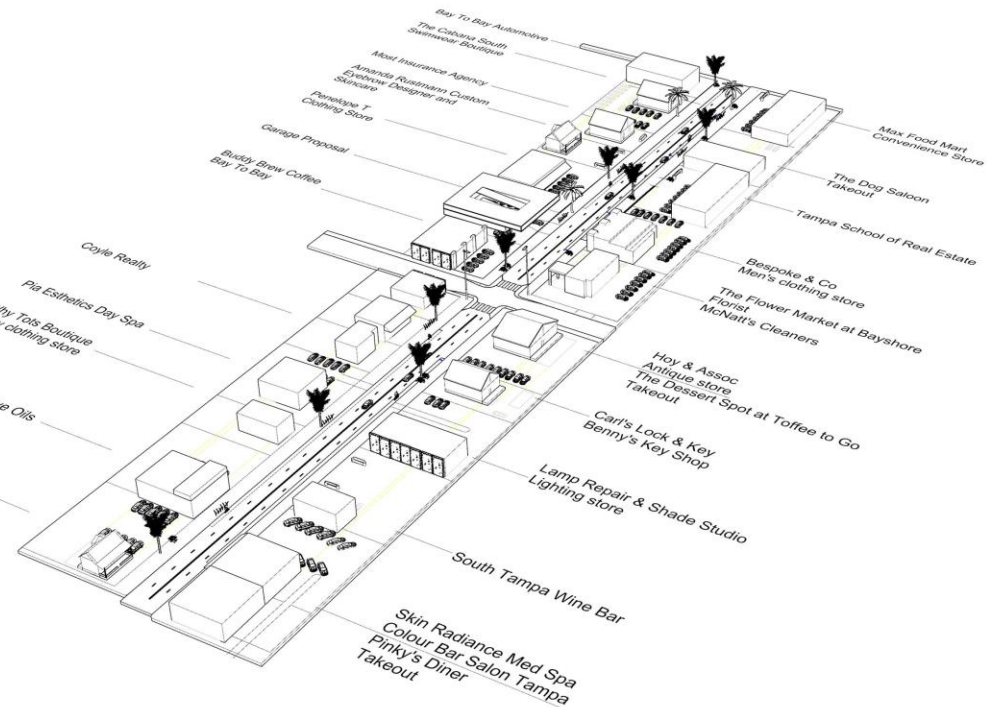 Bay To Bay Automotive
The Cabana South
Swimwear Boutique
Most Insurance Agency
Amanda Rustmann Custom
Eyebrow Designer and
Skincare
Penelope T
Clothing Store
Garage Proposal
Buddy Brew Coffee
Bay To Bay
Coyle Realty
Pia Esthetics Day Spa
hy Tots Boutique
clothing store
e Oils
Max Food Mart
Convenience Store
The Dog Saloon
Takeout
Tampa School of Real Estate
Bespoke & Co
Men's clothing store
The Flower Market at Bayshore
Florist
McNatt's Cleaners
Hoy & Assoc
Antique store
The Dessert Spot at Toffee to Go
Takeout
Carl's Lock & Key
Benny's Key Shop
Lamp Repair & Shade Studio
Lighting store
South Tampa Wine Bar
Skin Radiance Med Spa
Colour Bar Salon Tampa
Pinky's Diner
Takeout